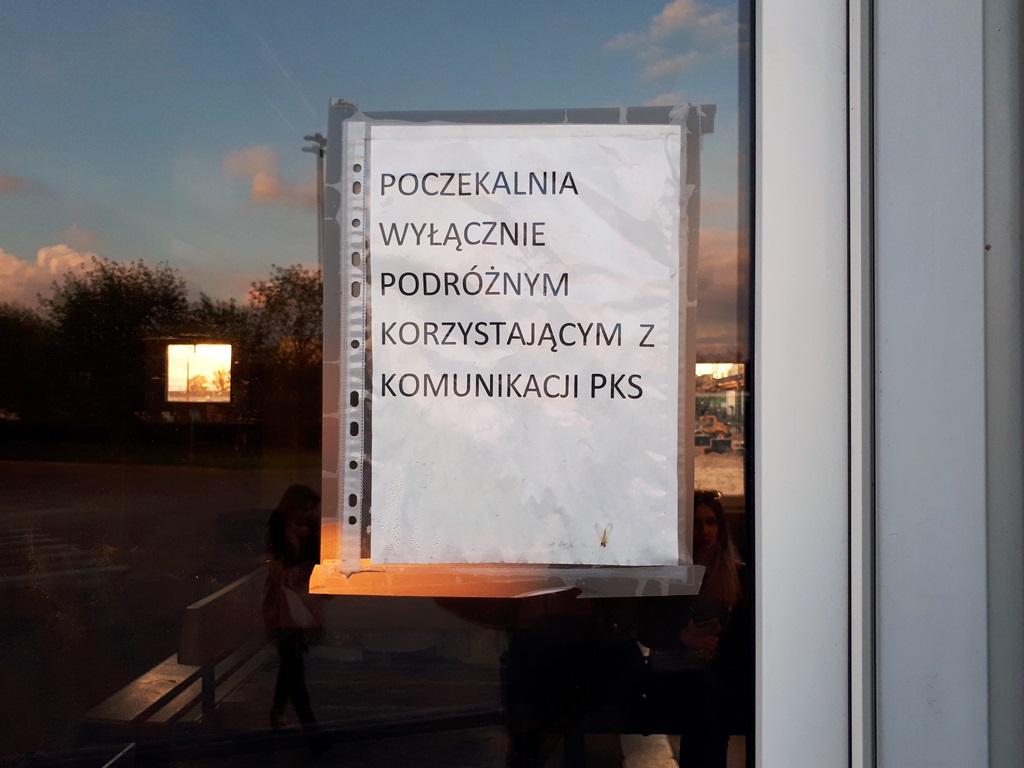 POCZEKALNIA
WYŁĄCZNIE
PODRÓŻNYM
KORZYSTAJĄCYM Z
KOMUNIKACJI PKS